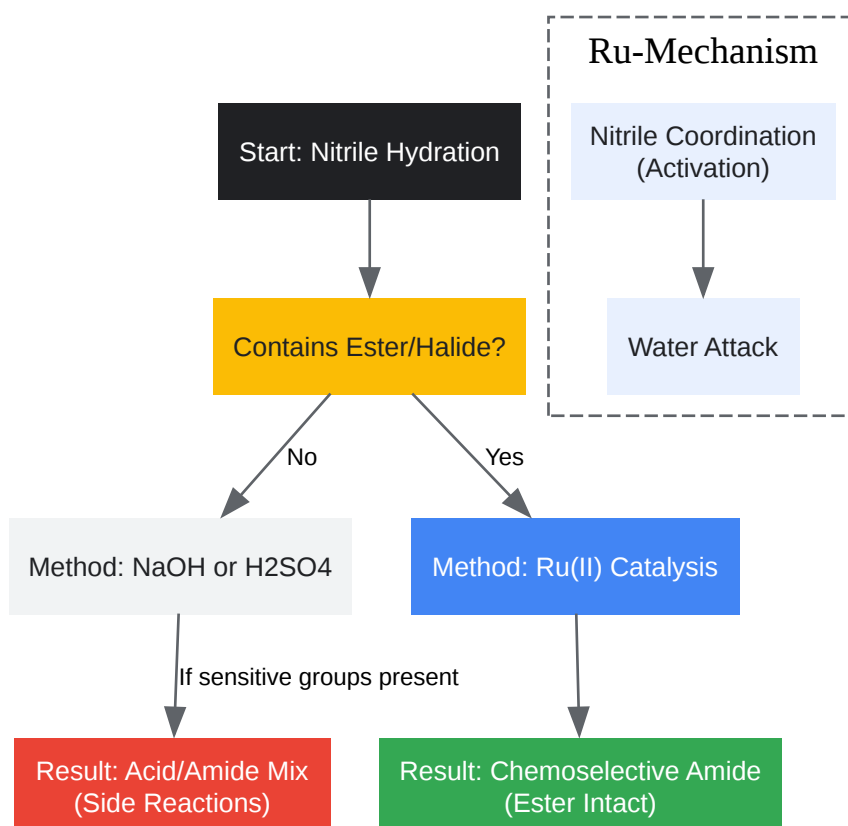 Ru-Mechanism
Start: Nitrile Hydration
Nitrile Coordination
(Activation)
Contains Ester/Halide?
Water Attack
No
Yes
Method: NaOH or H2SO4
Method: Ru(II) Catalysis
If sensitive groups present
Result: Acid/Amide Mix
(Side Reactions)
Result: Chemoselective Amide
(Ester Intact)